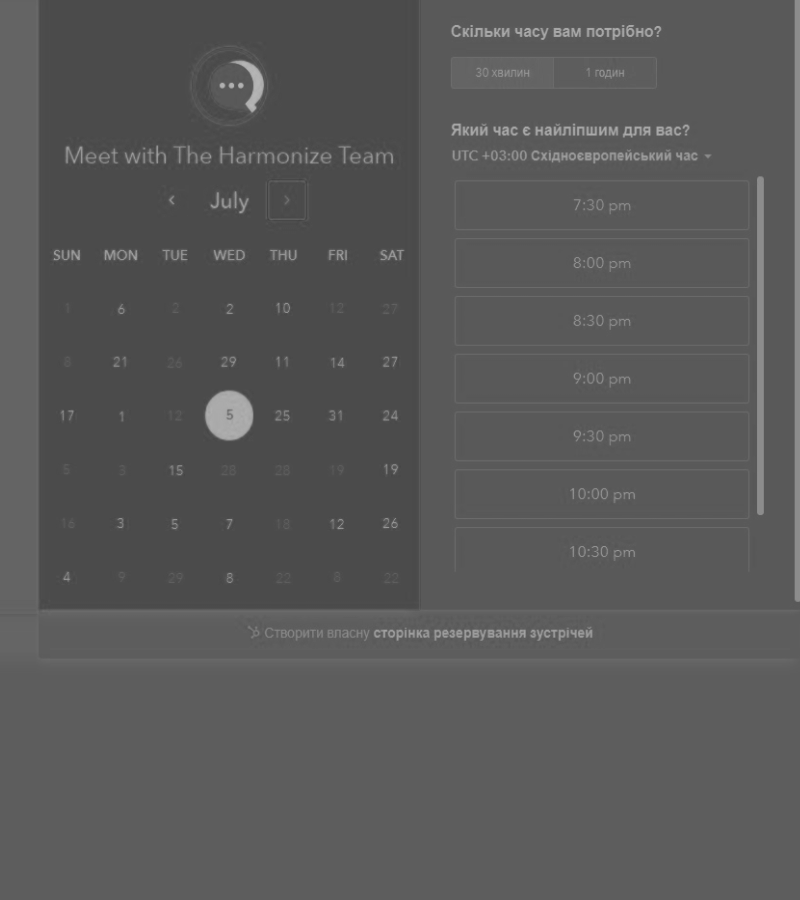 Meet with The Harmonize Team
July
SUN MON TUE WED THU FRI SAT
1 6 2 2 10 12 27
8 21 26 29 11 14 27
17 1 12 5 25 31 24
5 3 15 28 28 19 19
16 3 5 7 18 12 26
4 9 29 8 22 8 22
Скільки часу вам потрібно?
30 хвилин 1 годин
Який час є найліпшим для вас?
UTC +03:00 Східноєвропейський час
7:30 pm
8:00 pm
8:30 pm
9:00 pm
9:30 pm
10:00 pm
10:30 pm
Створити власну сторінка резервування зустрічей